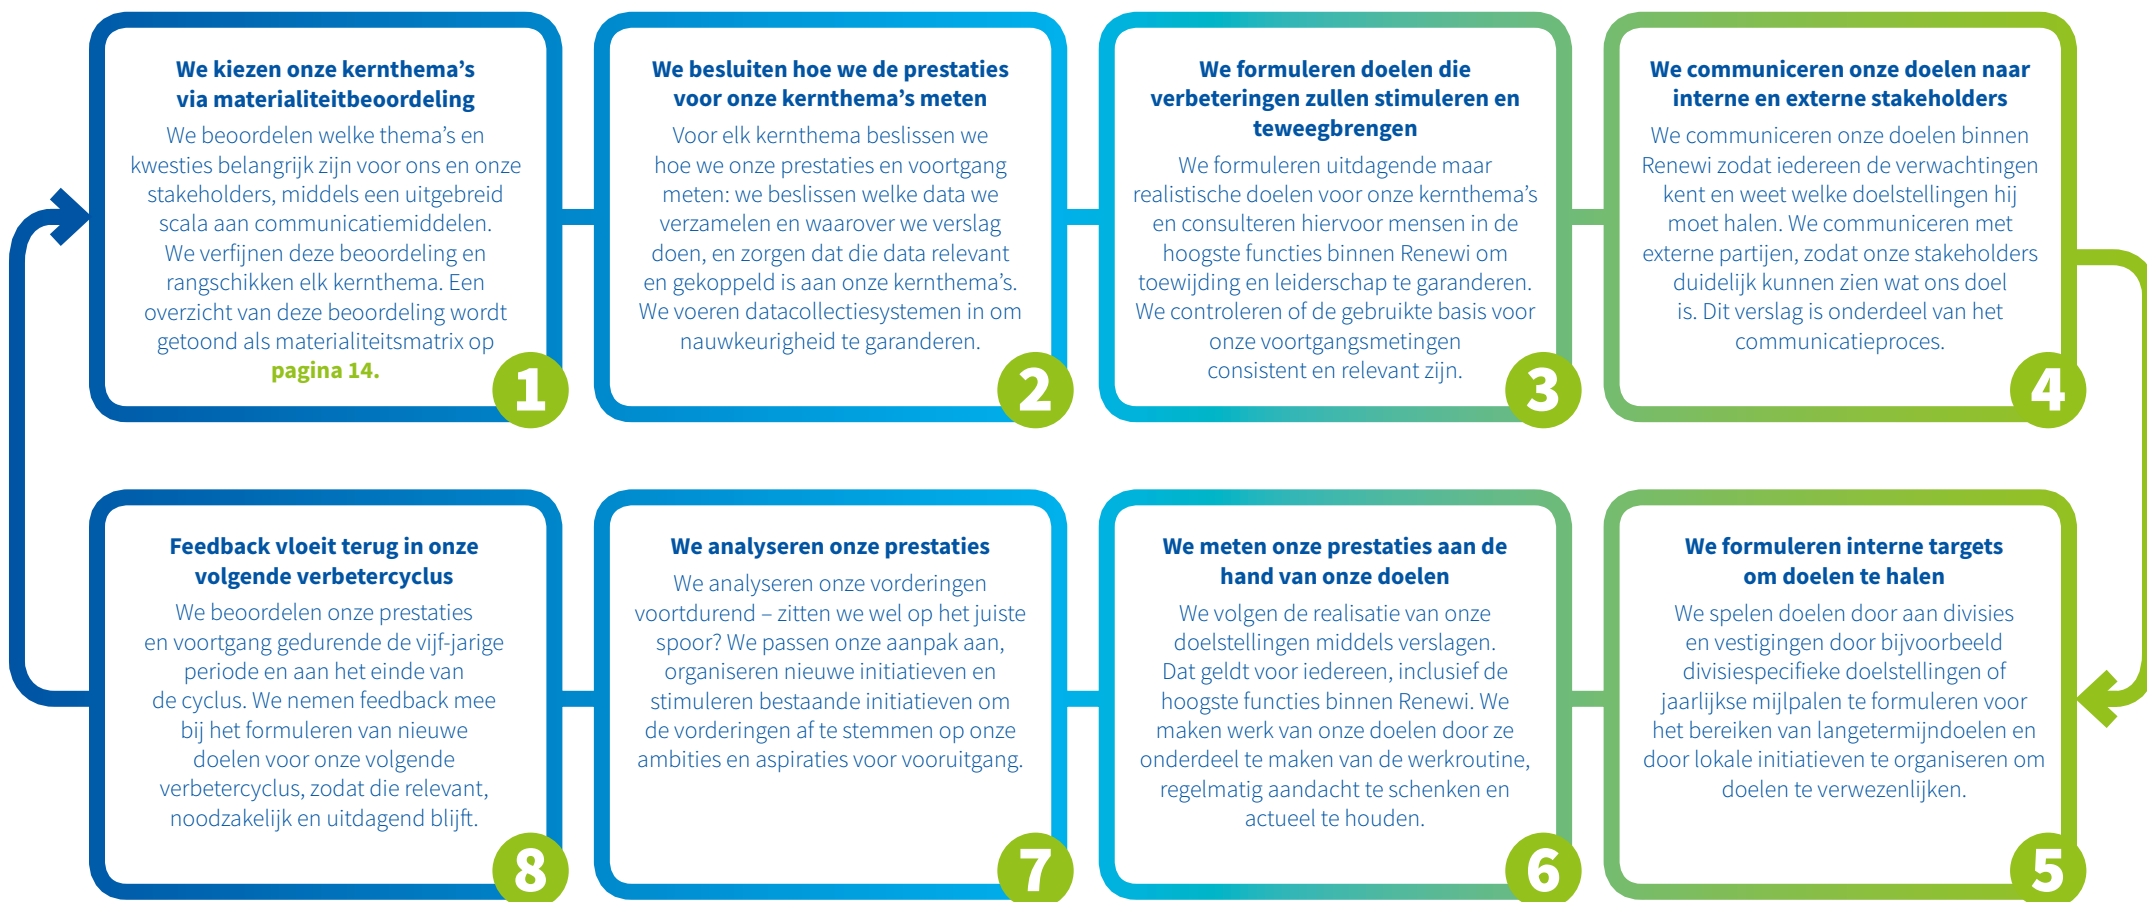 We kiezen onze kernthema’s
via materialiteitbeoordeling
We beoordelen welke thema’s en
kwesties belangrijk zijn voor ons en onze
stakeholders, middels een uitgebreid
scala aan communicatiemiddelen.
We verfijnen deze beoordeling en
rangschikken elk kernthema. Een
overzicht van deze beoordeling wordt
getoond als materialiteitsmatrix op
pagina 14.
1
We besluiten hoe we de prestaties
voor onze kernthema’s meten
Voor elk kernthema beslissen we
hoe we onze prestaties en voortgang
meten: we beslissen welke data we
verzamelen en waarover we verslag
doen, en zorgen dat die data relevant
en gekoppeld is aan onze kernthema’s.
We voeren datacollectiesystemen in om
nauwkeurigheid te garanderen.
2
We formuleren doelen die
verbeteringen zullen stimuleren en
teweegbrengen
We formuleren uitdagende maar
realistische doelen voor onze kernthema’s
en consulteren hiervoor mensen in de
hoogste functies binnen Renewi om
toewijding en leiderschap te garanderen.
We controleren of de gebruikte basis voor
onze voortgangsmetingen
consistent en relevant zijn.
3
We communiceren onze doelen naar
interne en externe stakeholders
We communiceren onze doelen binnen
Renewi zodat iedereen de verwachtingen
kent en weet welke doelstellingen hij
moet halen. We communiceren met
externe partijen, zodat onze stakeholders
duidelijk kunnen zien wat ons doel
is. Dit verslag is onderdeel van het
communicatieproces.
4
We formuleren interne targets
om doelen te halen
We spelen doelen door aan divisies
en vestigingen door bijvoorbeeld
divisiespecifieke doelstellingen of
jaarlijkse mijlpalen te formuleren voor
het bereiken van langetermijndoelen en
door lokale initiatieven te organiseren om
doelen te verwezenlijken.
5
We meten onze prestaties aan de
hand van onze doelen
We volgen de realisatie van onze
doelstellingen middels verslagen.
Dat geldt voor iedereen, inclusief de
hoogste functies binnen Renewi. We
maken werk van onze doelen door ze
onderdeel te maken van de werkroutine,
regelmatig aandacht te schenken en
actueel te houden.
6
We analyseren onze prestaties
We analyseren onze vorderingen
voortdurend – zitten we wel op het juiste
spoor? We passen onze aanpak aan,
organiseren nieuwe initiatieven en
stimuleren bestaande initiatieven om
de vorderingen af te stemmen op onze
ambities en aspiraties voor vooruitgang.
7
Feedback vloeit terug in onze
volgende verbetercyclus
We beoordelen onze prestaties
en voortgang gedurende de vijf-jarige
periode en aan het einde van
de cyclus. We nemen feedback mee
bij het formuleren van nieuwe
doelen voor onze volgende
verbetercyclus, zodat die relevant,
noodzakelijk en uitdagend blijft.
8